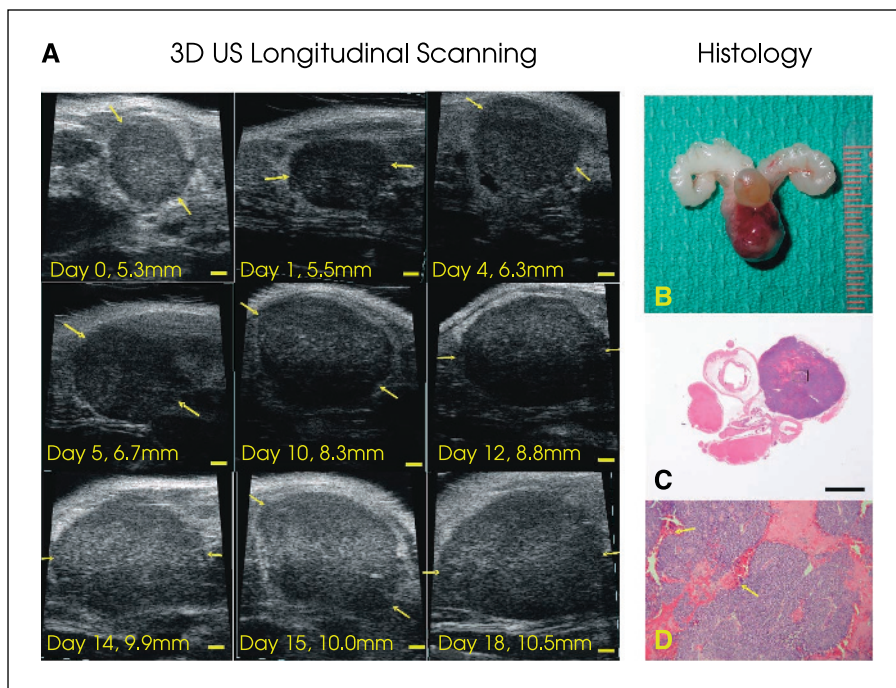 A 3D US Longitudinal Scanning
Day 0, 5.3mm
Day 1, 5.5mm
Day 4, 6.3mm
Day 5, 6.7mm
Day 10, 8.3mm
Day 12, 8.8mm
Day 14, 9.9mm
Day 15, 10.0mm
Day 18, 10.5mm
Histology
B
C
D